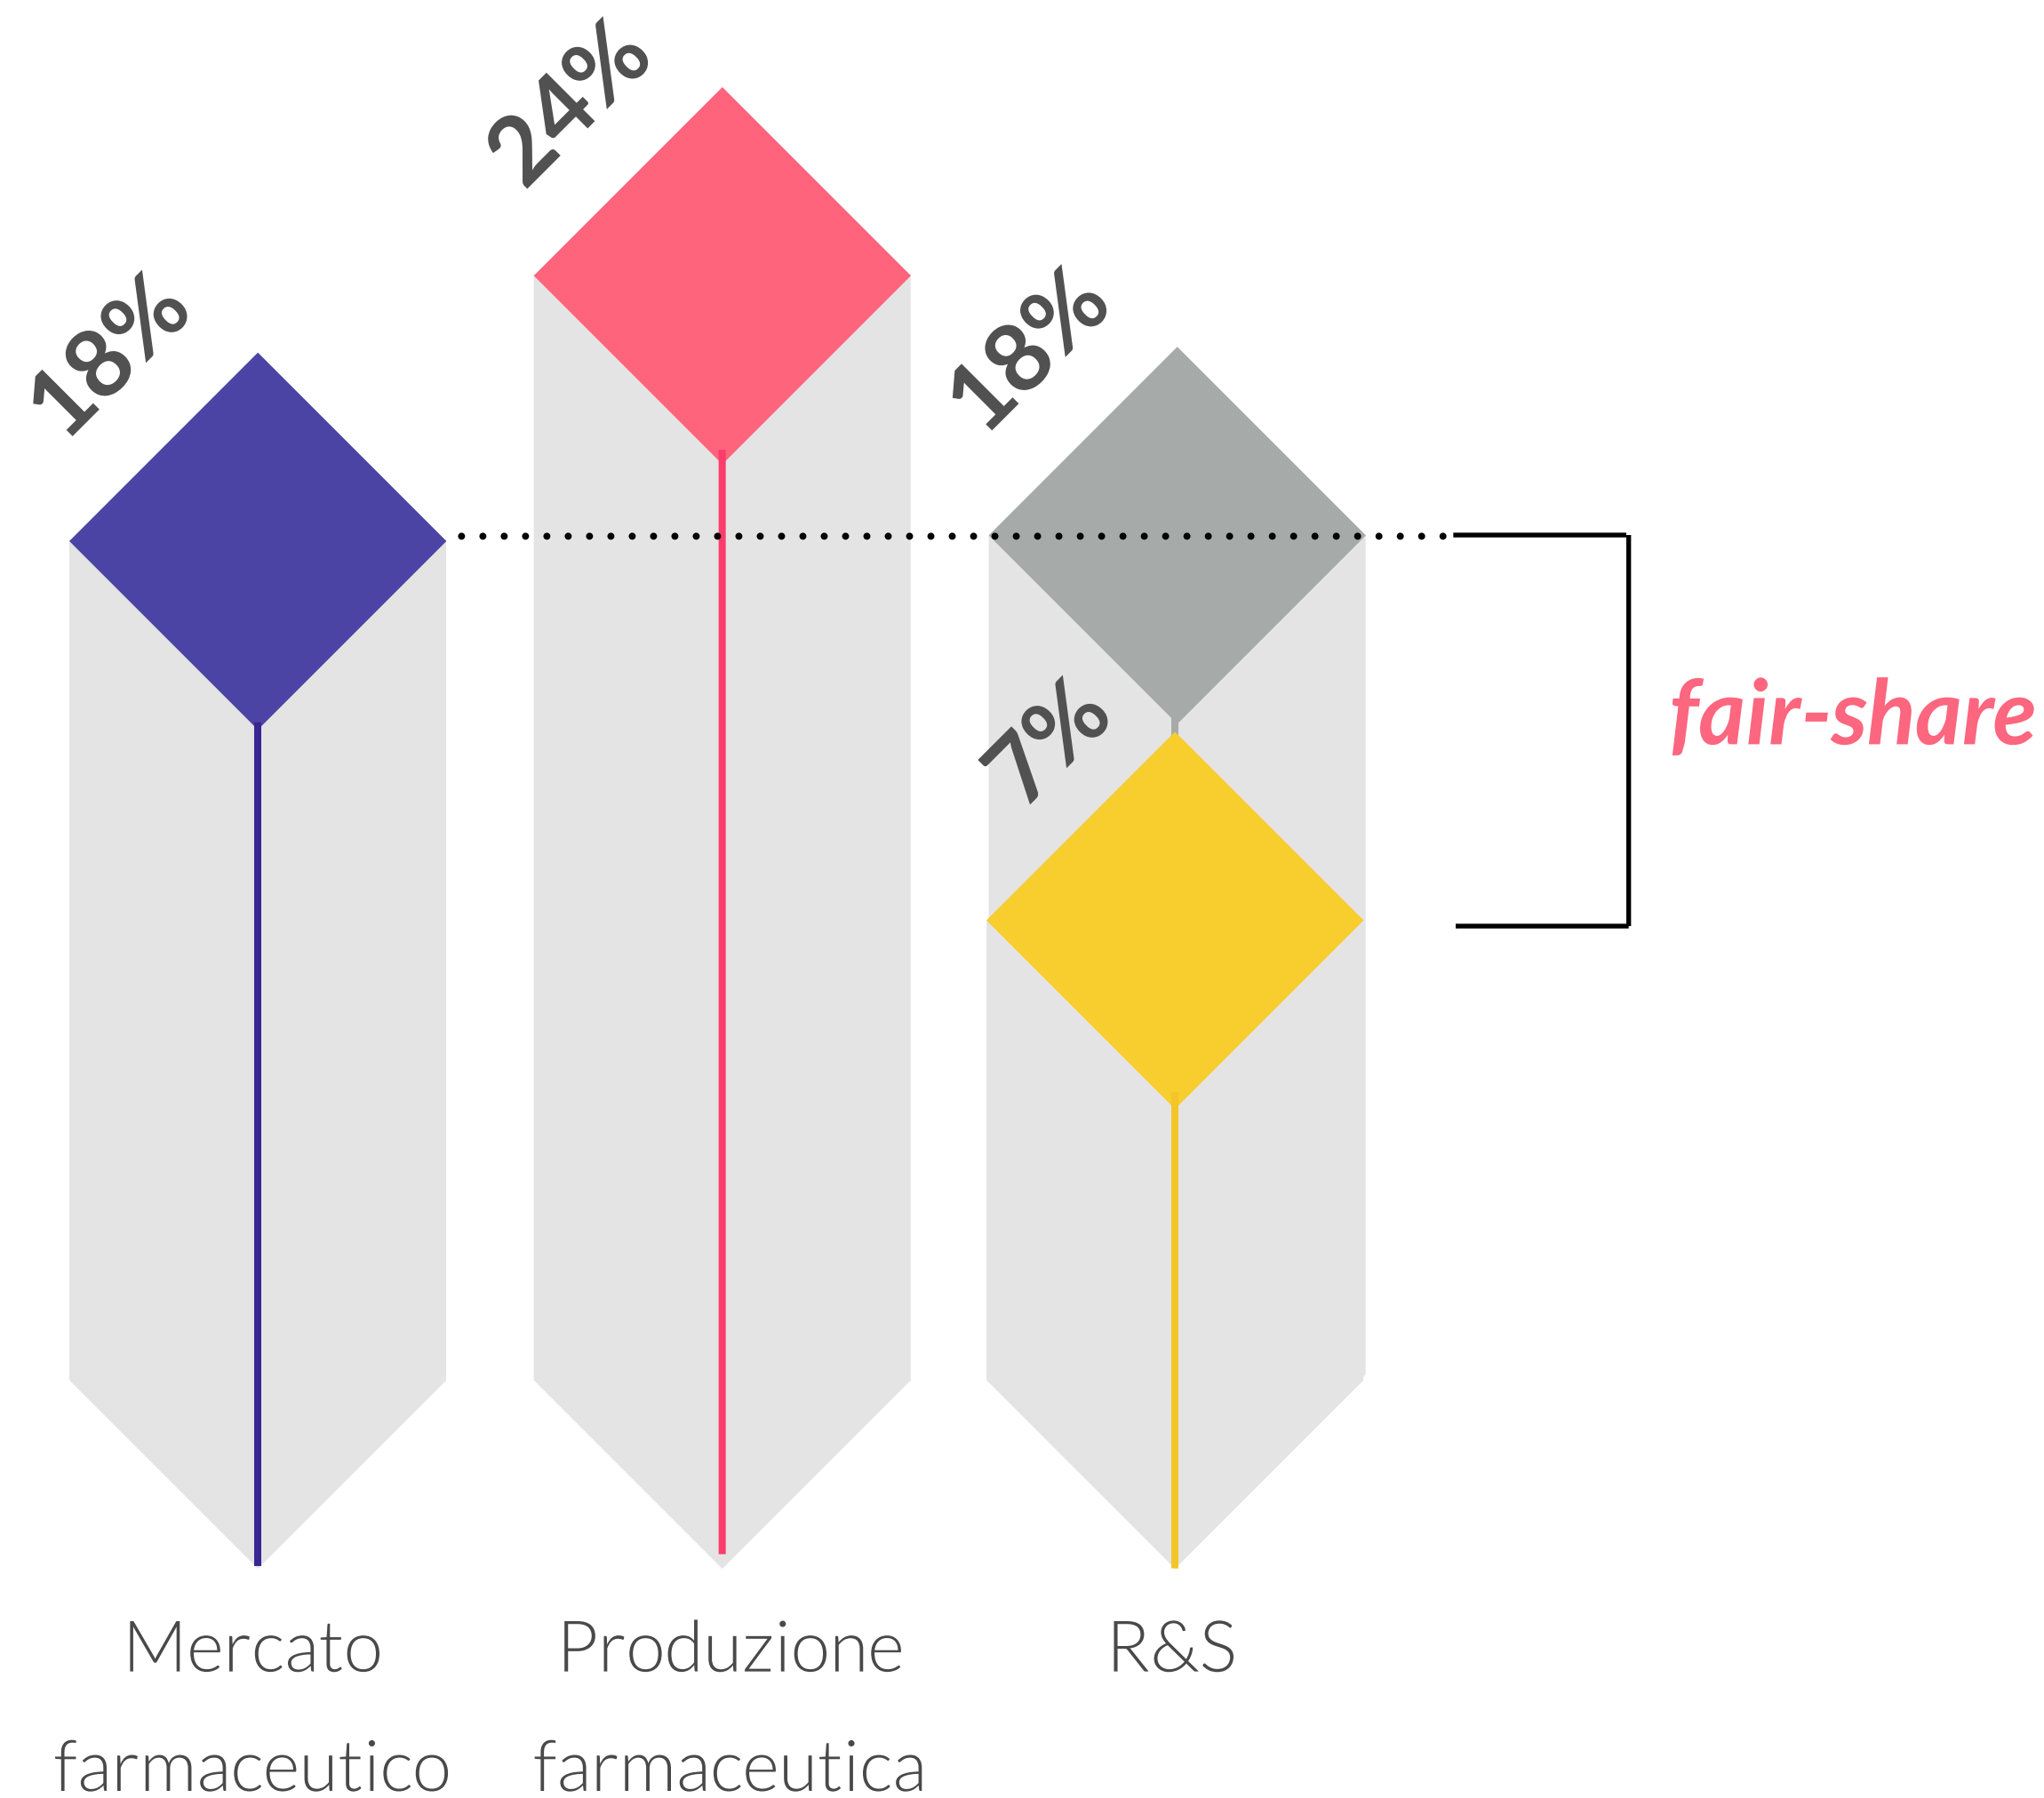 24%
18%
18%
7%
fair-share
Mercato
farmaceutico
Produzione
farmaceutica
R&S